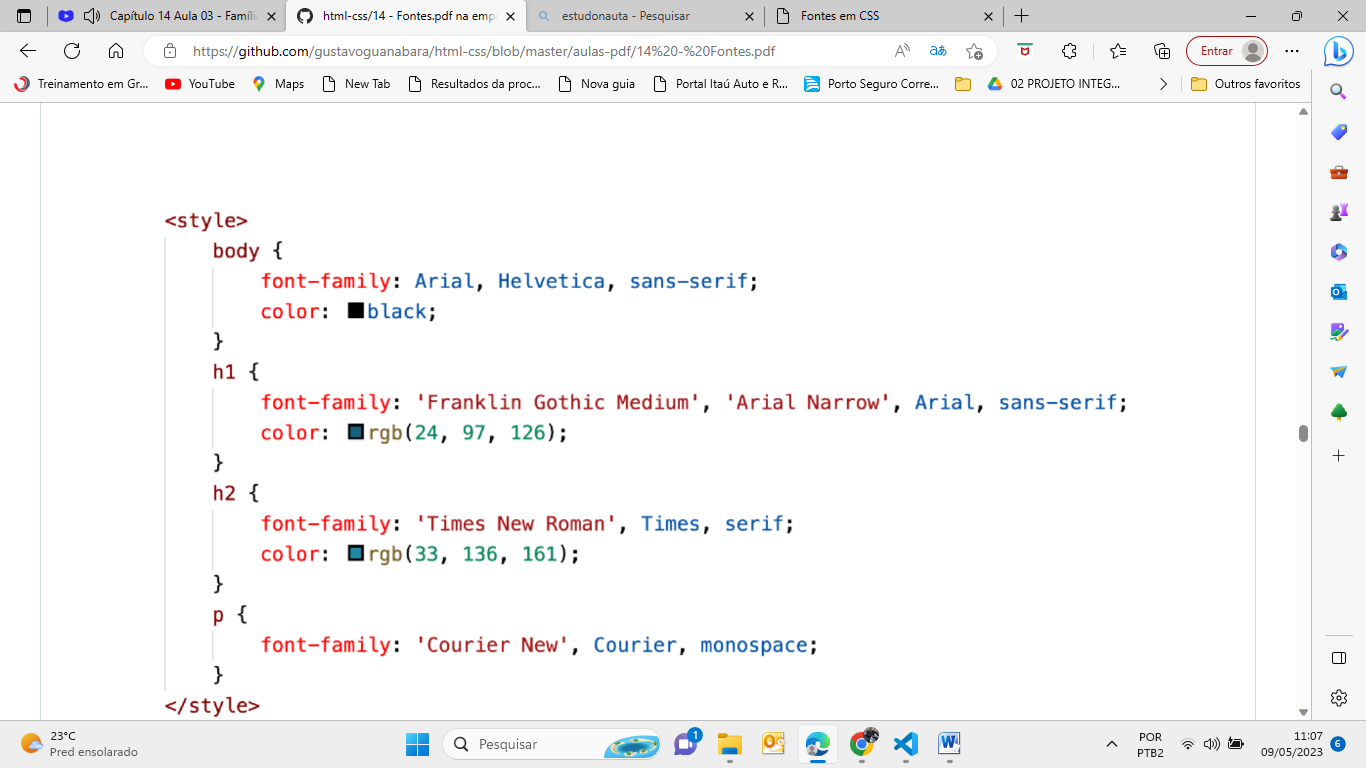 Capítulo 14 Aula 03 - Famíli
html-css/14 - Fontes.pdf na emp
estudonauta - Pesquisar
Fontes em CSS
https://github.com/gustavoguanabara/html-css/blob/master/aulas-pdf/14%20-%20Fontes.pdf
Entrar
Treinamento em Gr...
YouTube
Maps
New Tab
Resultados da proc...
Nova guia
Portal Itaú Auto e R...
Porto Seguro Corre...
02 PROJETO INTEG...
Outros favoritos
<style>
body {
font-family: Arial, Helvetica, sans-serif;
color: black;
}
h1 {
font-family: 'Franklin Gothic Medium', 'Arial Narrow', Arial, sans-serif;
color: rgb(24, 97, 126);
}
h2 {
font-family: 'Times New Roman', Times, serif;
color: rgb(33, 136, 161);
}
p {
font-family: 'Courier New', Courier, monospace;
}
</style>
23°C
Pred ensolarado
Pesquisar
1
POR
PTB2
11:07
09/05/2023
6